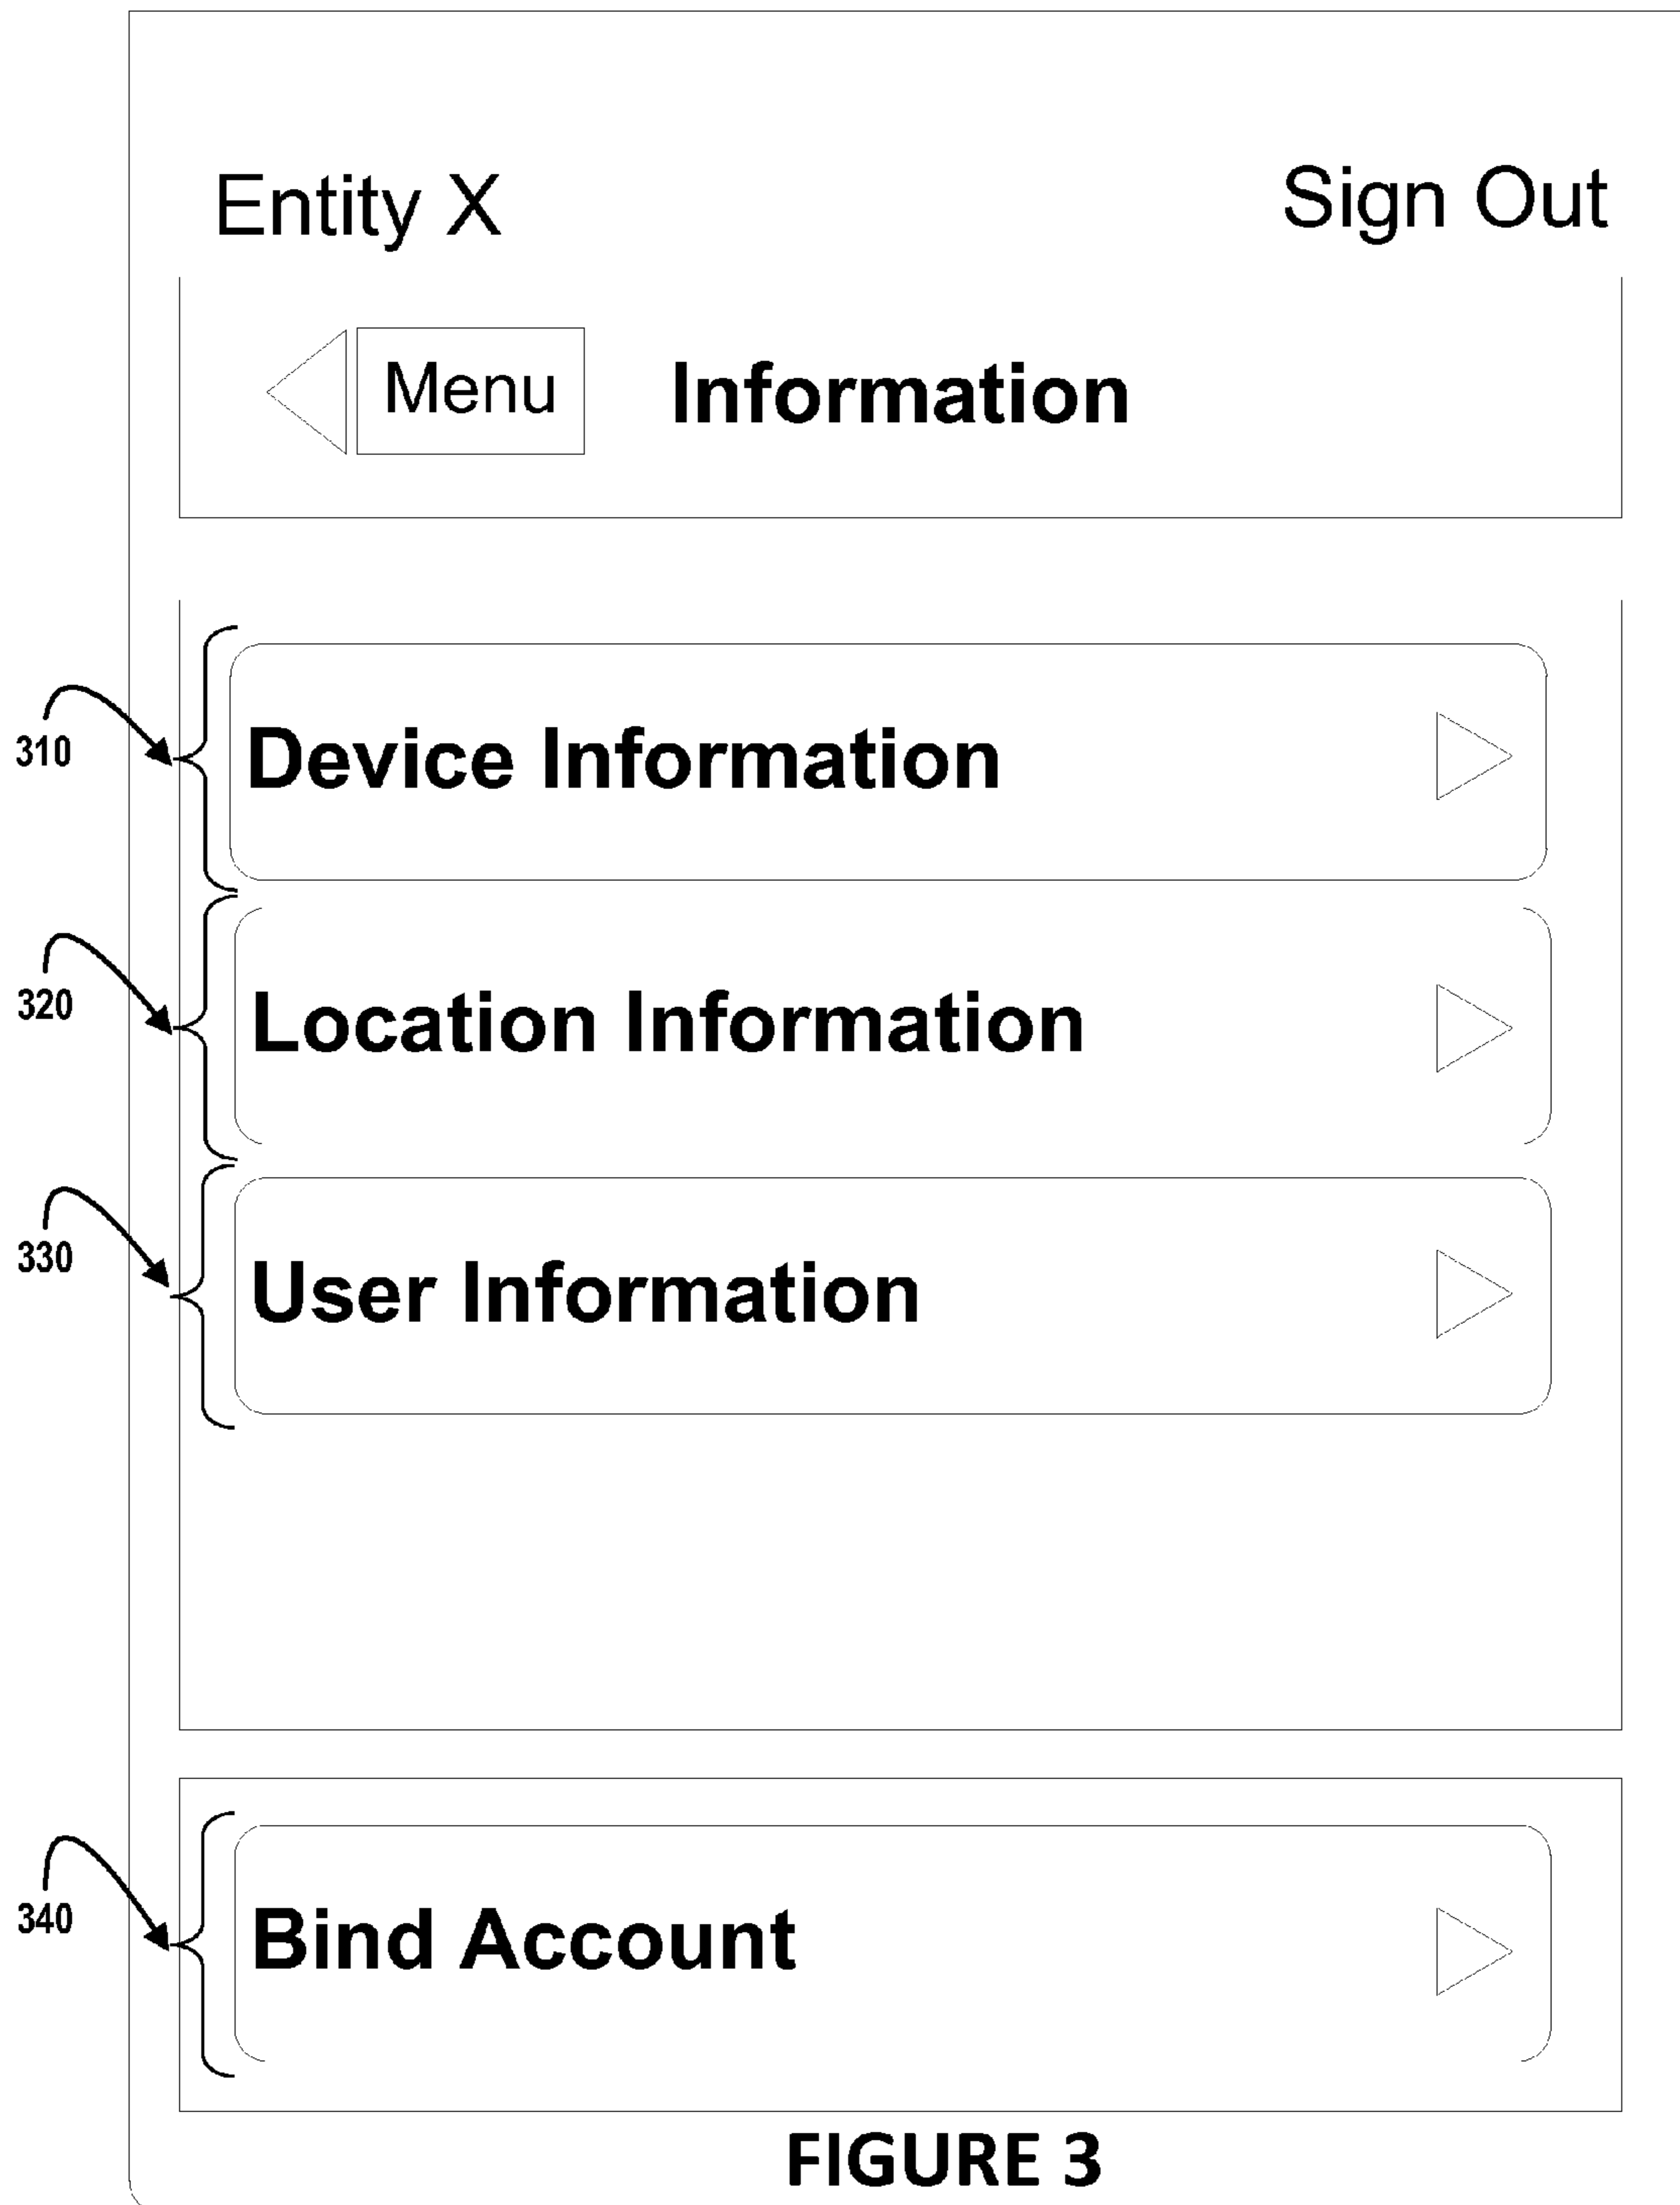 Entity X Sign Out
Menu Information
310 Device Information
320 Location Information
330 User Information
340 Bind Account
FIGURE 3